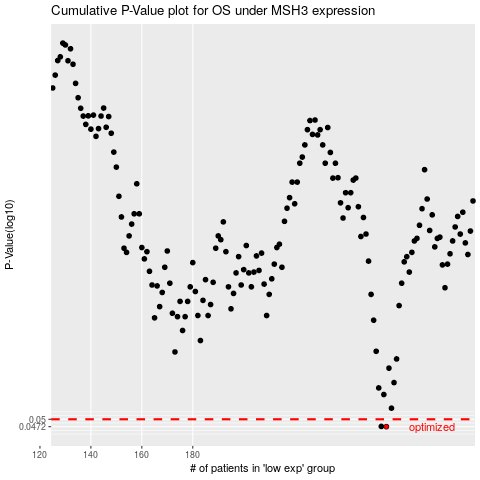 Cumulative P-Value plot for OS under MSH3 expression
P-Value(log10)
0.05
0.0472
optimized
120 140 160 180
# of patients in 'low exp' group